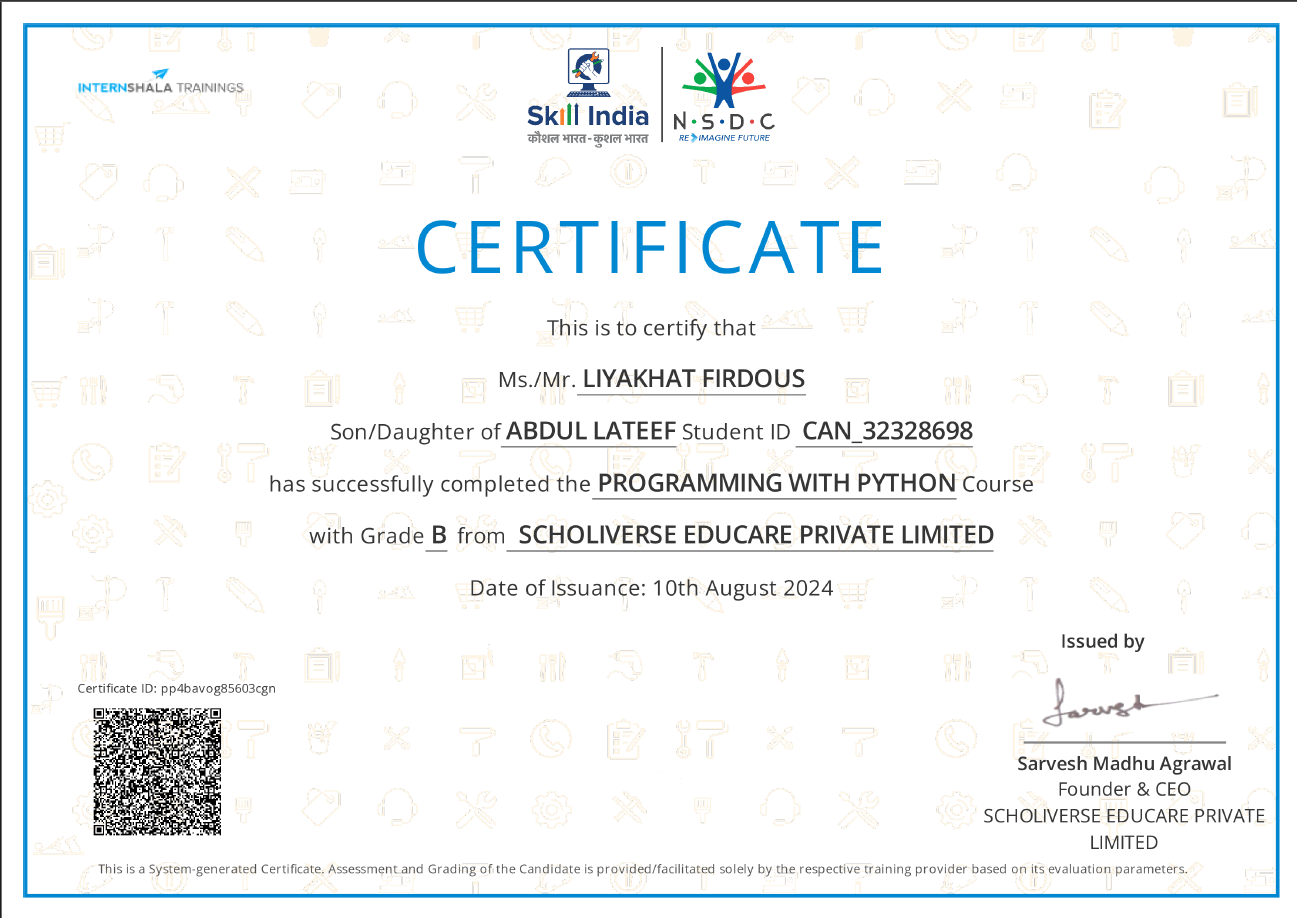 INTERNSHALA TRAININGS
Skill India
कौशल भारत - कुशल भारत
N·S·D·C
RE IMAGINE FUTURE
CERTIFICATE
This is to certify that
Ms./Mr. LIYAKHAT FIRDOUS
Son/Daughter of ABDUL LATEEF Student ID CAN_32328698
has successfully completed the PROGRAMMING WITH PYTHON Course
with Grade B from SCHOLIVERSE EDUCARE PRIVATE LIMITED
Date of Issuance: 10th August 2024
Issued by
Sarvesh
Sarvesh Madhu Agrawal
Founder & CEO
SCHOLIVERSE EDUCARE PRIVATE
LIMITED
Certificate ID: pp4bavog85603cgn
This is a System-generated Certificate. Assessment and Grading of the Candidate is provided/facilitated solely by the respective training provider based on its evaluation parameters.